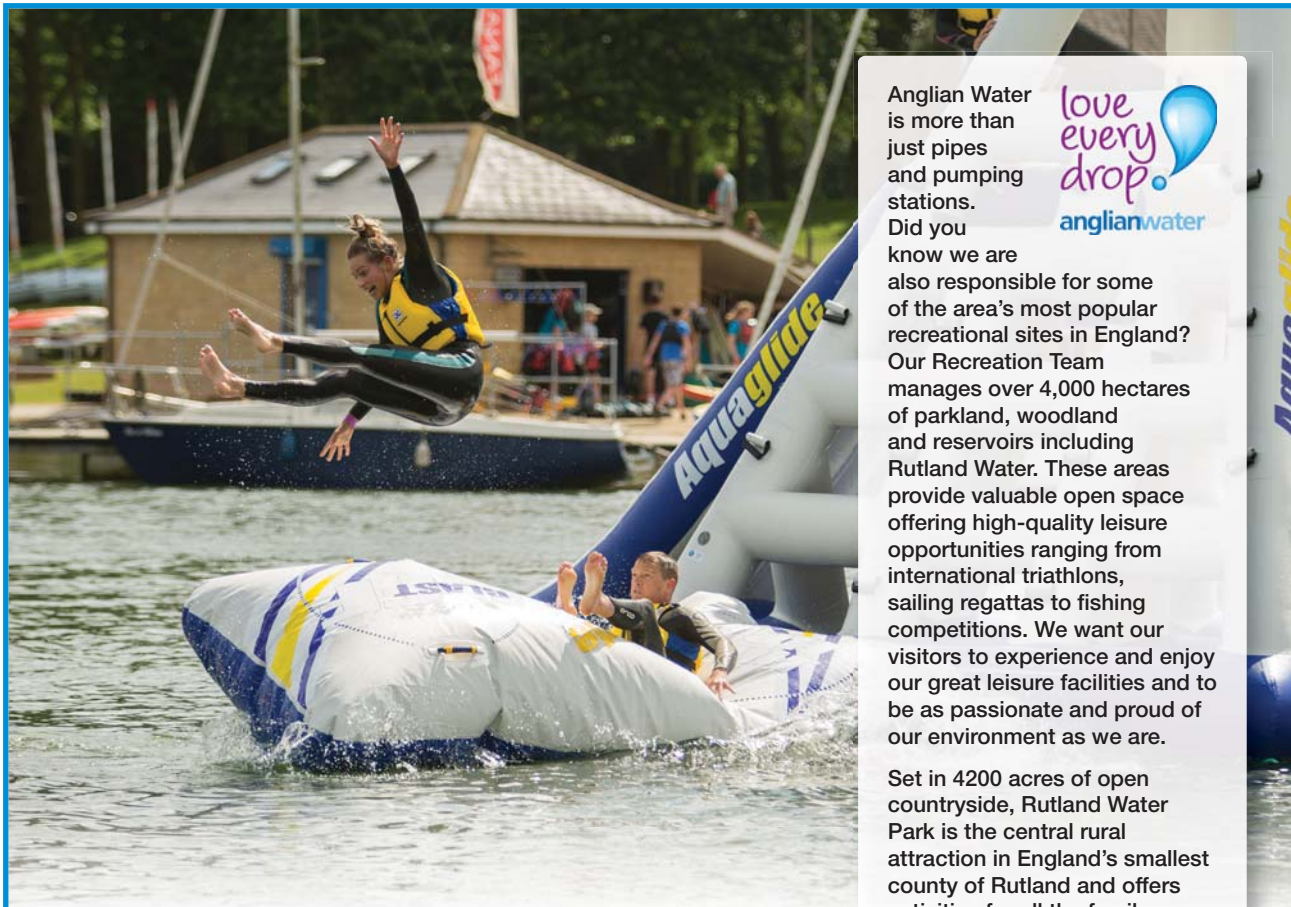 Anglian Water
is more than
just pipes
and pumping
stations.
Did you
know we are
also responsible for some
of the area's most popular
recreational sites in England?
Our Recreation Team
manages over 4,000 hectares
of parkland, woodland
and reservoirs including
Rutland Water. These areas
provide valuable open space
offering high-quality leisure
opportunities ranging from
international triathlons,
sailing regattas to fishing
competitions. We want our
visitors to experience and enjoy
our great leisure facilities and to
be as passionate and proud of
our environment as we are.
Set in 4200 acres of open
countryside, Rutland Water
Park is the central rural
attraction in England's smallest
county of Rutland and offers
love
every
drop
anglianwater
Aquaglide
BLAST
Aquaglide